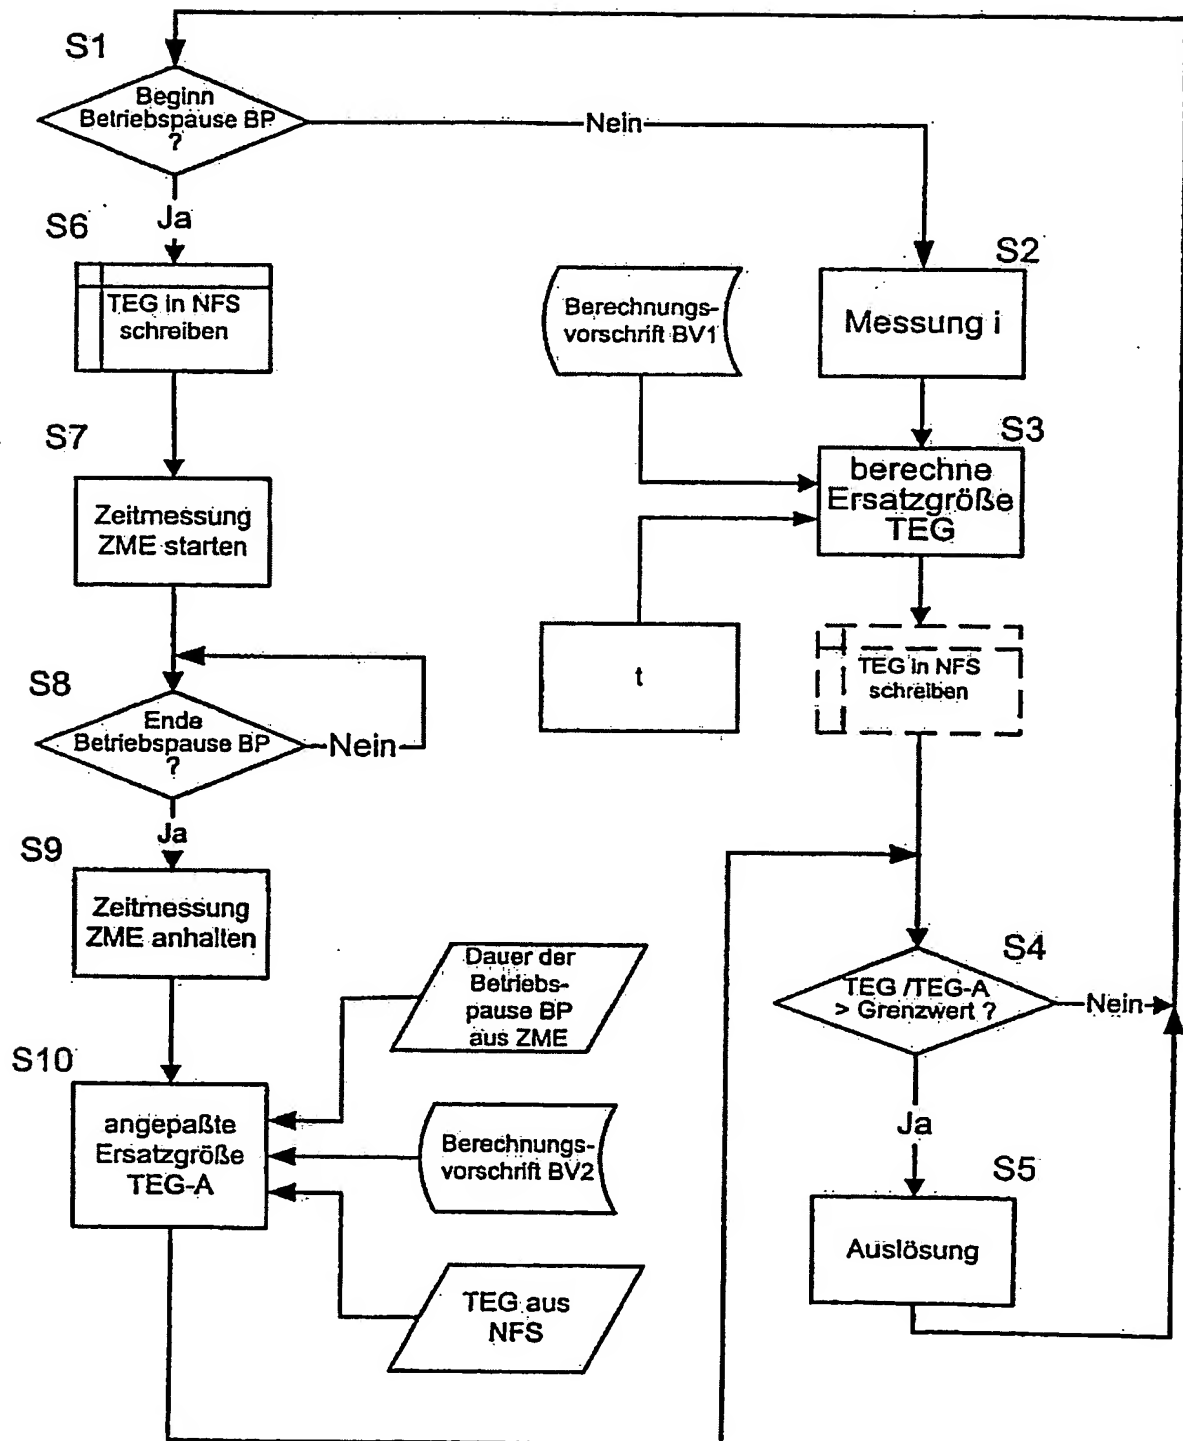 S1
Beginn
Betriebspause BP
?
Nein
Ja
S6
TEG in NFS
schreiben
S7
Zeitmessung
ZME starten
S8
Ende
Betriebspause BP
?
Nein
Ja
S9
Zeitmessung
ZME anhalten
S10
angepaßte
Ersatzgröße
TEG-A
Dauer der
Betriebs-
pause BP
aus ZME
Berechnungs-
vorschrift BV2
TEG aus
NFS
S2
Messung i
Berechnungs-
vorschrift BV1
S3
berechne
Ersatzgröße
TEG
t
TEG in NFS
schreiben
S4
TEG /TEG-A
> Grenzwert ?
Nein
Ja
S5
Auslösung